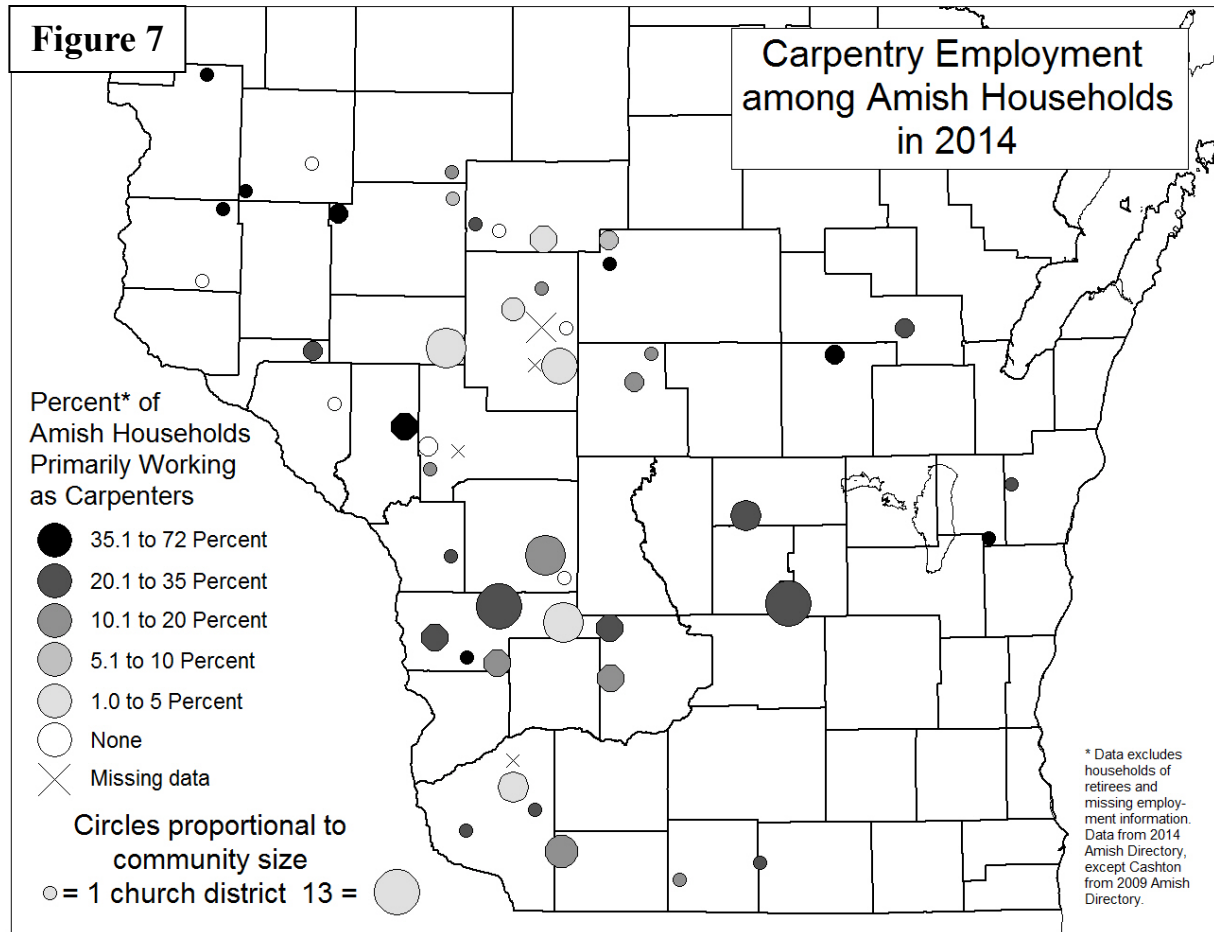 Figure 7
Carpentry Employment
among Amish Households
in 2014
Percent* of
Amish Households
Primarily Working
as Carpenters
35.1 to 72 Percent
20.1 to 35 Percent
10.1 to 20 Percent
5.1 to 10 Percent
1.0 to 5 Percent
None
Missing data
Circles proportional to
community size
= 1 church district 13 =
* Data excludes
households of
retirees and
missing employ-
ment information.
Data from 2014
Amish Directory,
except Cashton
from 2009 Amish
Directory.